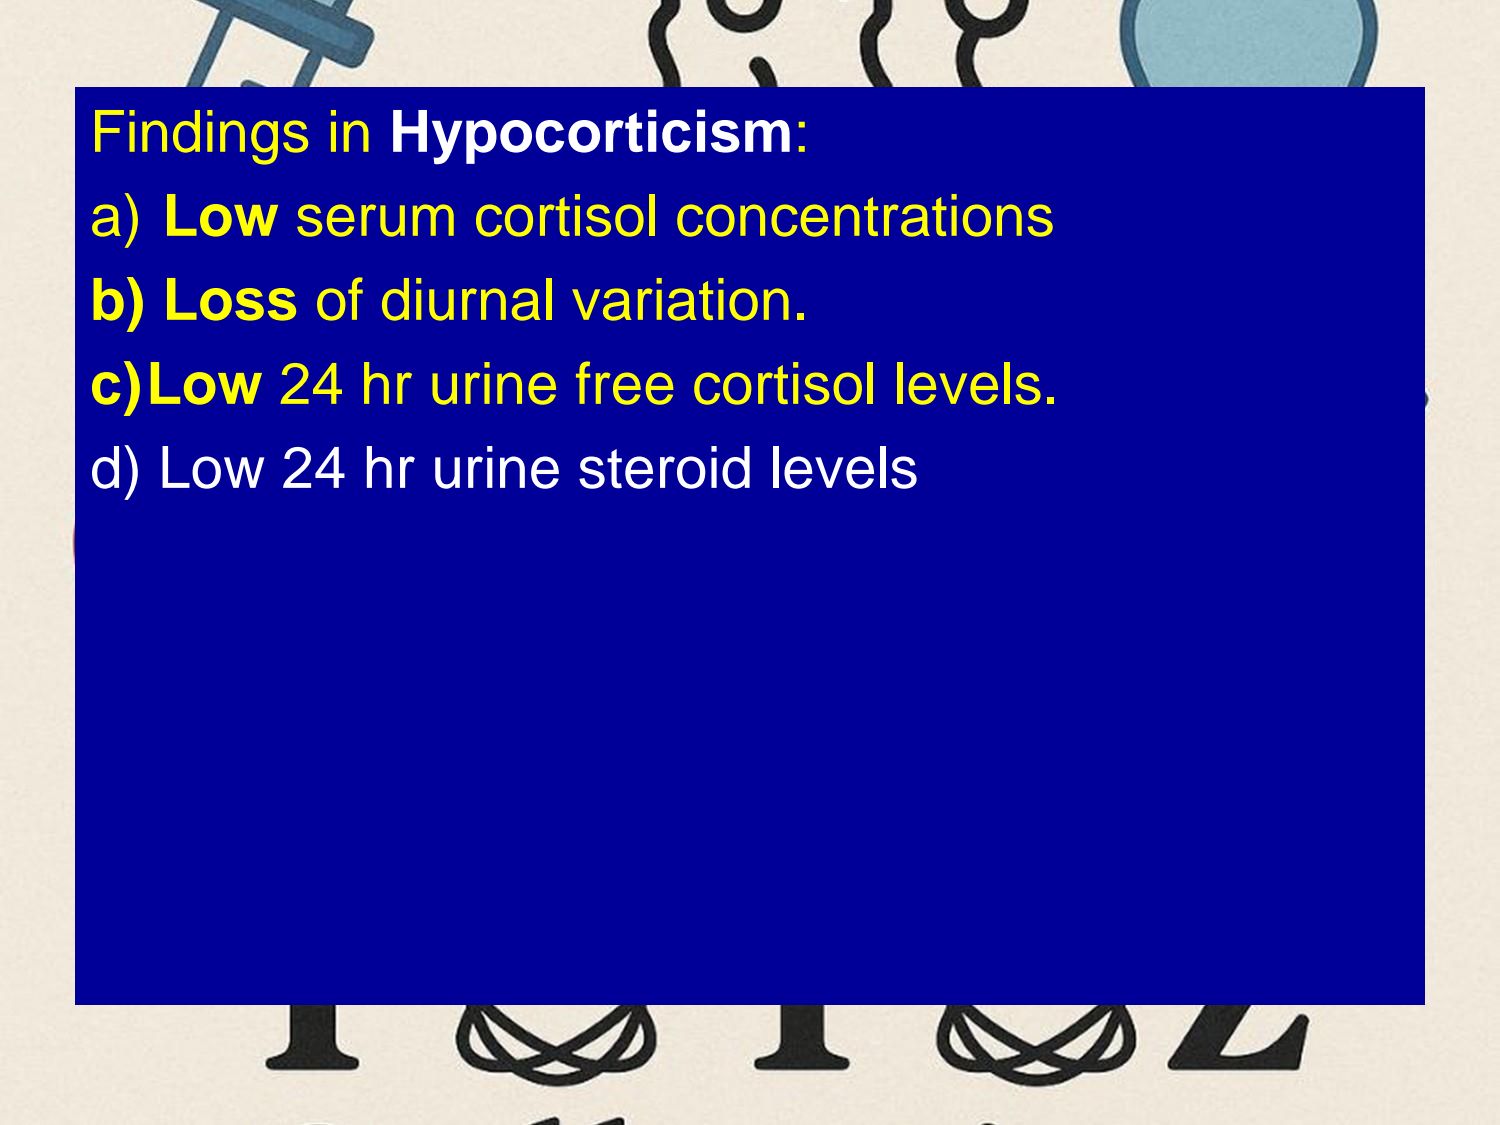 Findings in Hypocorticism:
a) Low serum cortisol concentrations
b) Loss of diurnal variation.
c)Low 24 hr urine free cortisol levels.
d) Low 24 hr urine steroid levels